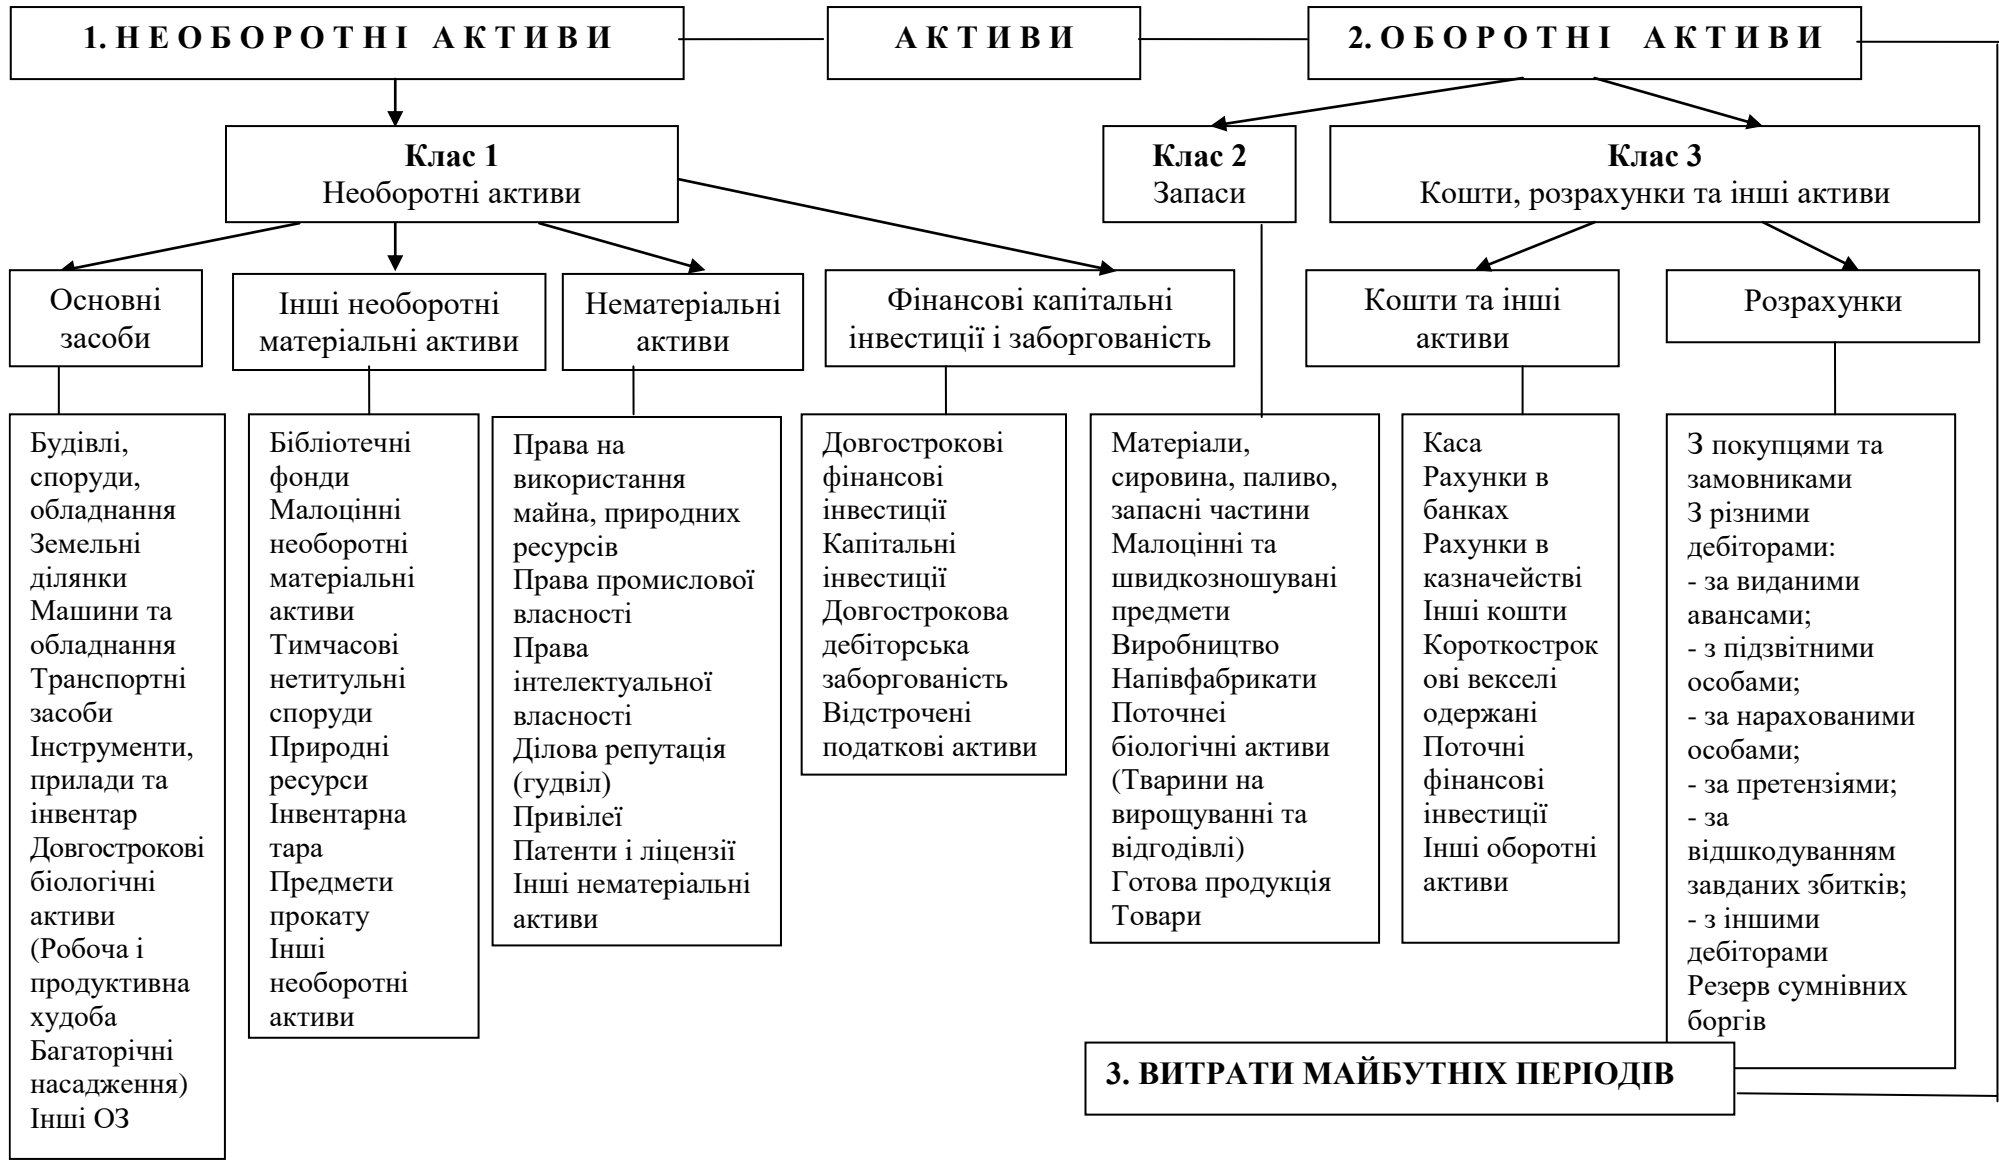 1. Н Е О Б О Р О Т Н І А К Т И В И
А К Т И В И
2. О Б О Р О Т Н І А К Т И В И
Клас 1
Необоротні активи
Клас 2
Запаси
Клас 3
Кошти, розрахунки та інші активи
Основні
засоби
Інші необоротні
матеріальні активи
Нематеріальні
активи
Фінансові капітальні
інвестиції і заборгованість
Кошти та інші
активи
Розрахунки
Будівлі,
споруди,
обладнання
Земельні
ділянки
Машини та
обладнання
Транспортні
засоби
Інструменти,
прилади та
інвентар
Довгострокові
біологічні
активи
(Робоча і
продуктивна
худоба
Багаторічні
насадження)
Інші ОЗ
Бібліотечні
фонди
Малоцінні
необоротні
матеріальні
активи
Тимчасові
нетитульні
споруди
Природні
ресурси
Інвентарна
тара
Предмети
прокату
Інші
необоротні
активи
Права на
використання
майна, природних
ресурсів
Права промислової
власності
Права
інтелектуальної
власності
Ділова репутація
(гудвіл)
Привілеї
Патенти і ліцензії
Інші нематеріальні
активи
Довгострокові
фінансові
інвестиції
Капітальні
інвестиції
Довгострокова
дебіторська
заборгованість
Відстрочені
податкові активи
Матеріали,
сировина, паливо,
запасні частини
Малоцінні та
швидкозношувані
предмети
Виробництво
Напівфабрикати
Поточнеі
біологічні активи
(Тварини на
вирощуванні та
відгодівлі)
Готова продукція
Товари
Каса
Рахунки в
банках
Рахунки в
казначействі
Інші кошти
Короткострок
ові векселі
одержані
Поточні
фінансові
інвестиції
Інші оборотні
активи
З покупцями та
замовниками
З різними
дебіторами:
- за виданими
авансами;
- з підзвітними
особами;
- за нарахованими
особами;
- за претензіями;
- за
відшкодуванням
завданих збитків;
- з іншими
дебіторами
Резерв сумнівних
боргів
3. ВИТРАТИ МАЙБУТНІХ ПЕРІОДІВ